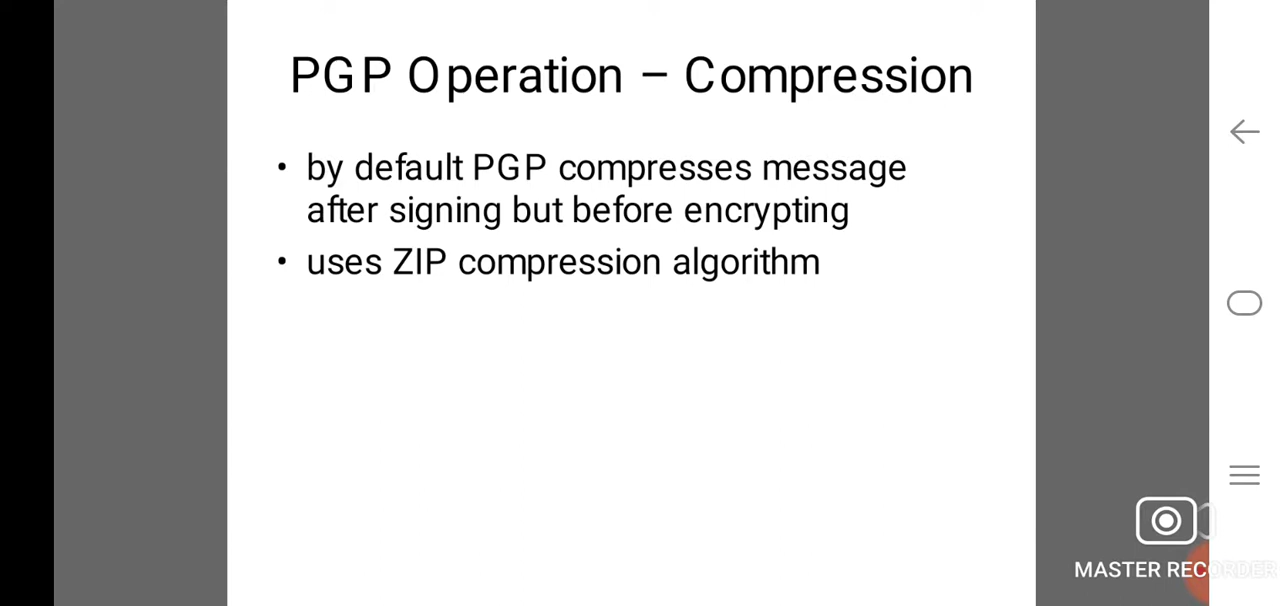 PGP Operation – Compression
• by default PGP compresses message
after signing but before encrypting
• uses ZIP compression algorithm
MASTER RECORDER